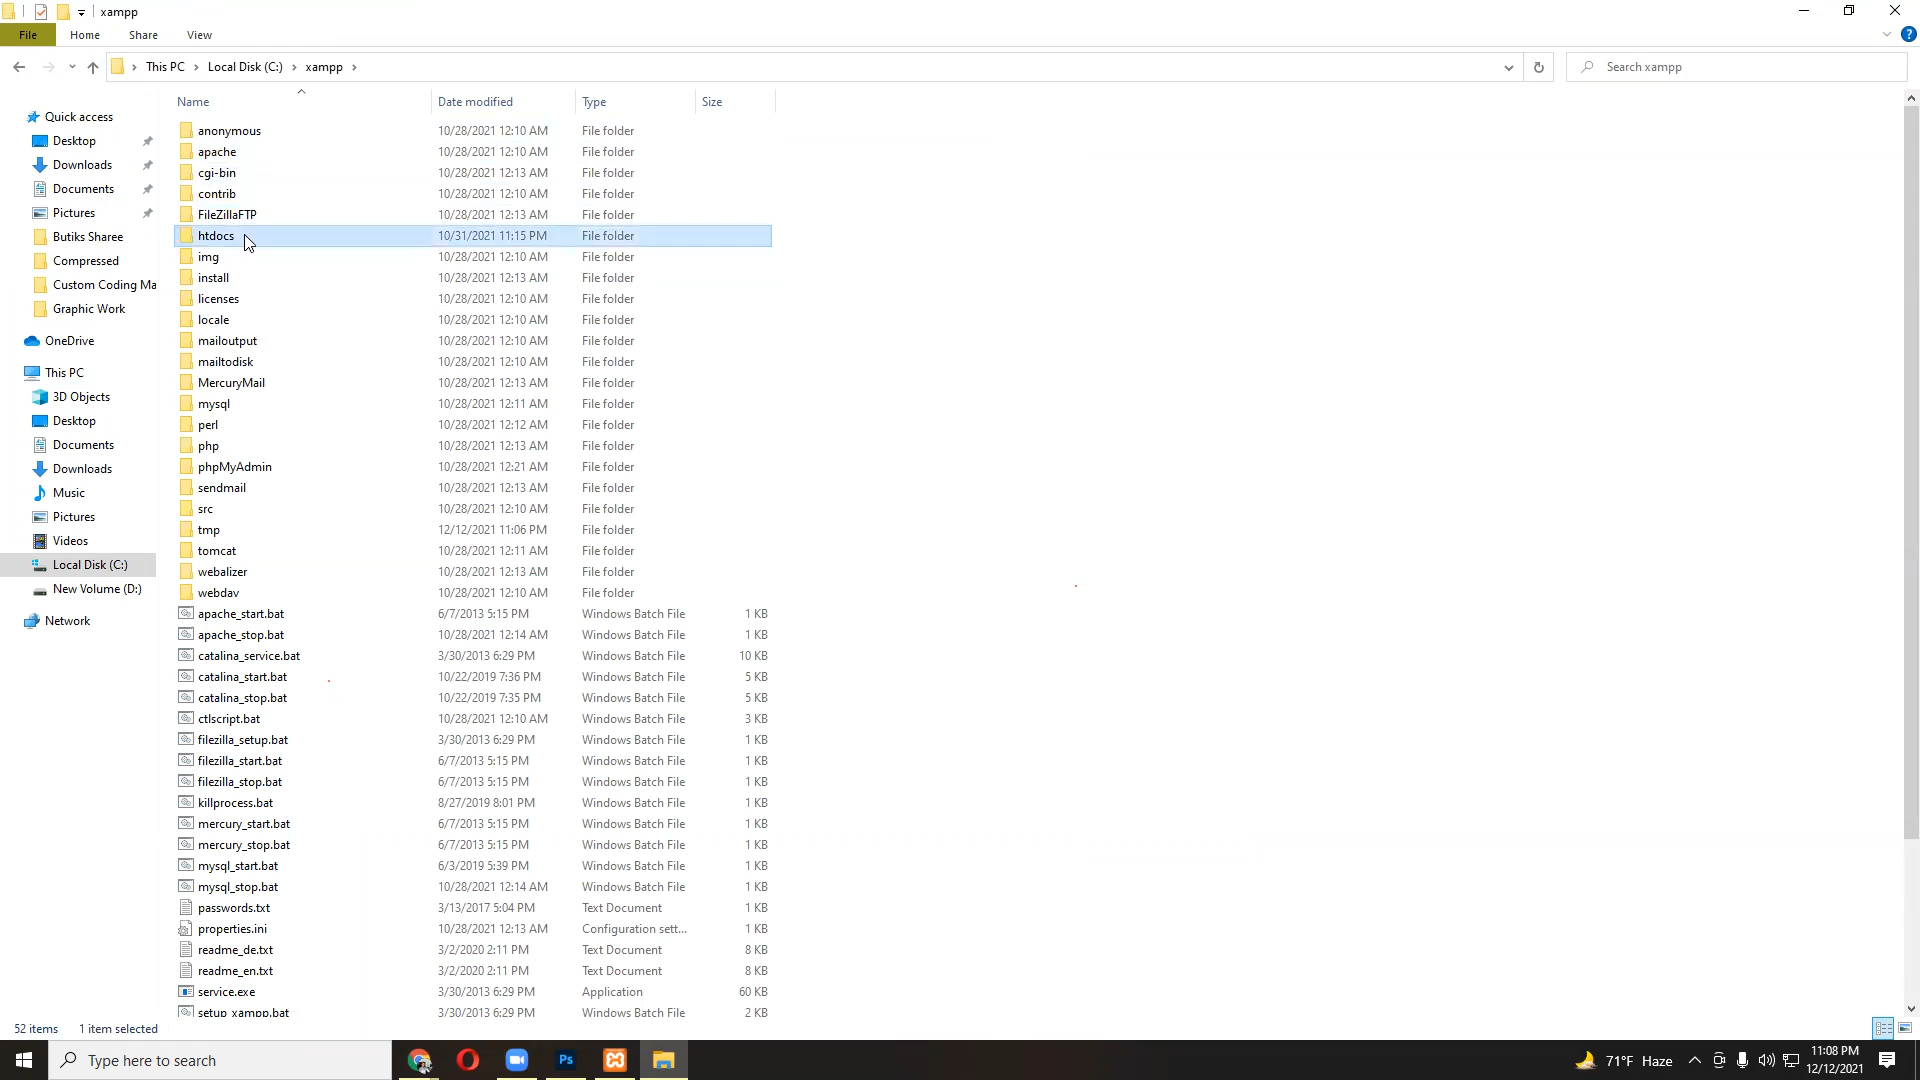 xampp
File Home Share View
This PC Local Disk (C:) xampp
Search xampp
Name Date modified Type Size
Quick access
Desktop
Downloads
Documents
Pictures
Butiks Sharee
Compressed
Custom Coding Ma
Graphic Work
OneDrive
This PC
3D Objects
Desktop
Documents
Downloads
Music
Pictures
Videos
Local Disk (C:)
New Volume (D:)
Network
anonymous 10/28/2021 12:10 AM File folder
apache 10/28/2021 12:10 AM File folder
cgi-bin 10/28/2021 12:13 AM File folder
contrib 10/28/2021 12:10 AM File folder
FileZillaFTP 10/28/2021 12:13 AM File folder
htdocs 10/31/2021 11:15 PM File folder
img 10/28/2021 12:10 AM File folder
install 10/28/2021 12:13 AM File folder
licenses 10/28/2021 12:10 AM File folder
locale 10/28/2021 12:10 AM File folder
mailoutput 10/28/2021 12:10 AM File folder
mailtodisk 10/28/2021 12:10 AM File folder
MercuryMail 10/28/2021 12:13 AM File folder
mysql 10/28/2021 12:11 AM File folder
perl 10/28/2021 12:12 AM File folder
php 10/28/2021 12:13 AM File folder
phpMyAdmin 10/28/2021 12:21 AM File folder
sendmail 10/28/2021 12:13 AM File folder
src 10/28/2021 12:10 AM File folder
tmp 12/12/2021 11:06 PM File folder
tomcat 10/28/2021 12:11 AM File folder
webalizer 10/28/2021 12:13 AM File folder
webdav 10/28/2021 12:10 AM File folder
apache_start.bat 6/7/2013 5:15 PM Windows Batch File 1 KB
apache_stop.bat 10/28/2021 12:14 AM Windows Batch File 1 KB
catalina_service.bat 3/30/2013 6:29 PM Windows Batch File 10 KB
catalina_start.bat 10/22/2019 7:36 PM Windows Batch File 5 KB
catalina_stop.bat 10/22/2019 7:35 PM Windows Batch File 5 KB
ctlscript.bat 10/28/2021 12:10 AM Windows Batch File 3 KB
filezilla_setup.bat 3/30/2013 6:29 PM Windows Batch File 1 KB
filezilla_start.bat 6/7/2013 5:15 PM Windows Batch File 1 KB
filezilla_stop.bat 6/7/2013 5:15 PM Windows Batch File 1 KB
killprocess.bat 8/27/2019 8:01 PM Windows Batch File 1 KB
mercury_start.bat 6/7/2013 5:15 PM Windows Batch File 1 KB
mercury_stop.bat 6/7/2013 5:15 PM Windows Batch File 1 KB
mysql_start.bat 6/3/2019 5:39 PM Windows Batch File 1 KB
mysql_stop.bat 10/28/2021 12:14 AM Windows Batch File 1 KB
passwords.txt 3/13/2017 5:04 PM Text Document 1 KB
properties.ini 10/28/2021 12:13 AM Configuration sett... 1 KB
readme_de.txt 3/2/2020 2:11 PM Text Document 8 KB
readme_en.txt 3/2/2020 2:11 PM Text Document 8 KB
service.exe 3/30/2013 6:29 PM Application 60 KB
setup_xampp.bat 3/30/2013 6:29 PM Windows Batch File 2 KB
52 items 1 item selected
Type here to search
Ps
71°F Haze
11:08 PM
12/12/2021